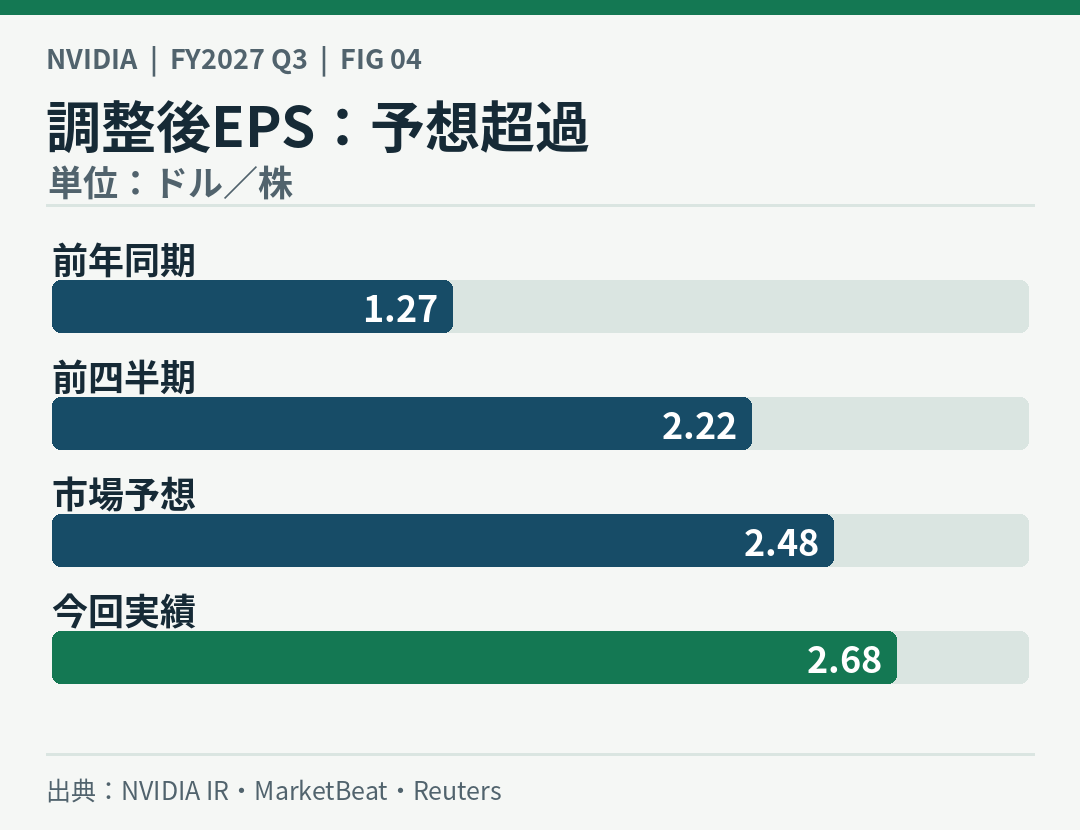 NVIDIA | FY2027 Q3 | FIG 04
調整後EPS：予想超過
単位：ドル／株
前年同期
1.27
前四半期
2.22
市場予想
2.48
今回実績
2.68
出典：NVIDIA IR・MarketBeat・Reuters